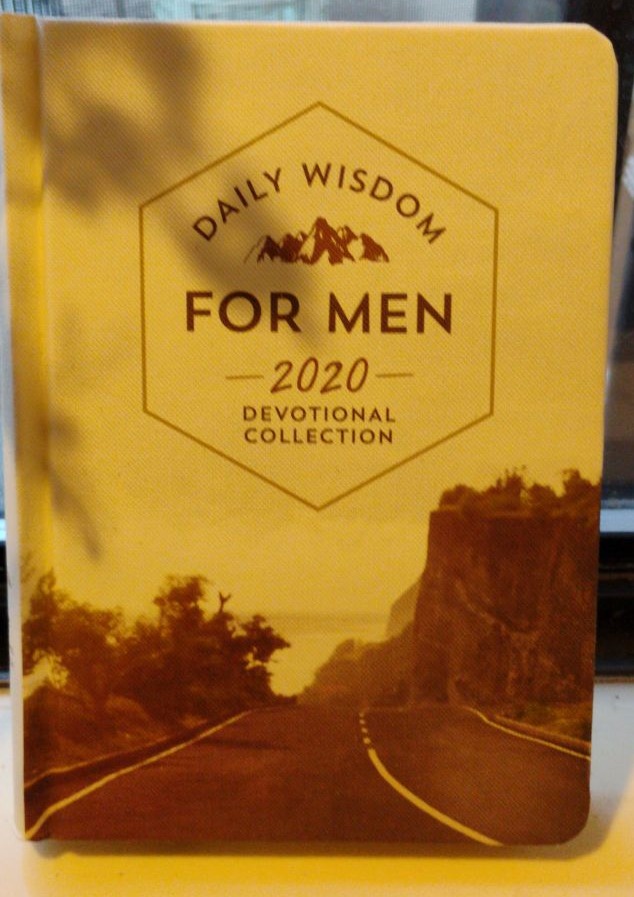 DAILY WISDOM
FOR MEN
2020
DEVOTIONAL
COLLECTION